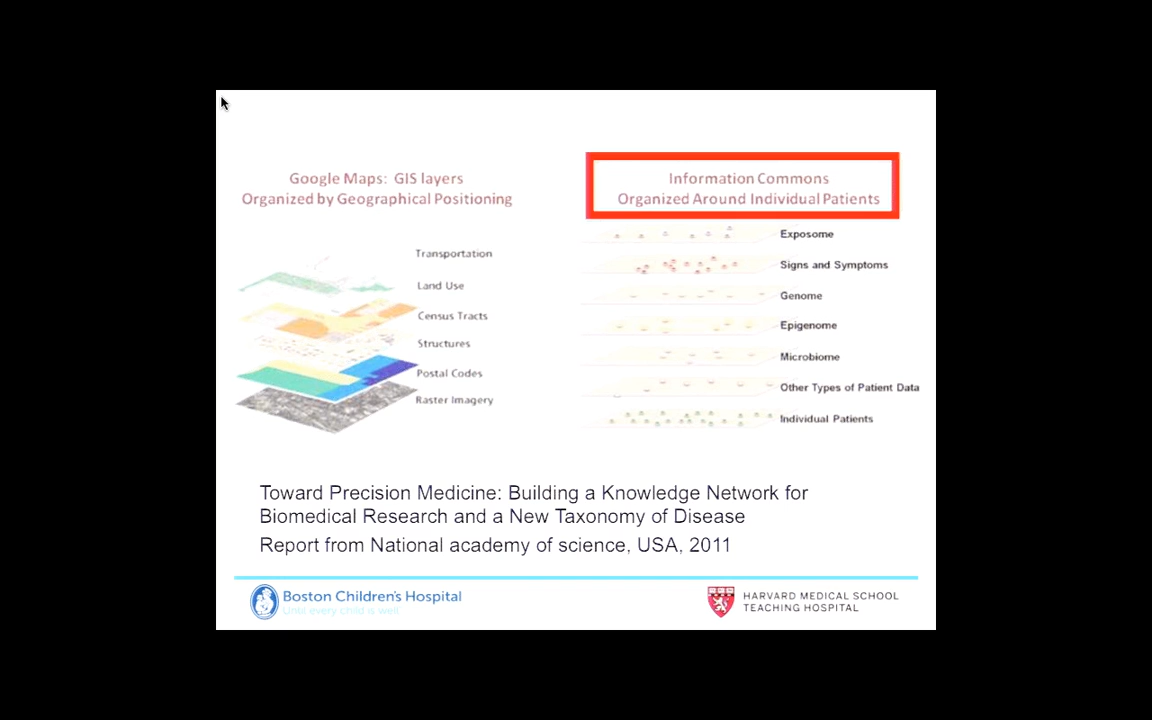 Google Maps: GIS layers
Organized by Geographical Positioning
Transportation
Land Use
Census Tracts
Structures
Postal Codes
Raster Imagery
Information Commons
Organized Around Individual Patients
Exposome
Signs and Symptoms
Genome
Epigenome
Microbiome
Other Types of Patient Data
Individual Patients
Toward Precision Medicine: Building a Knowledge Network for
Biomedical Research and a New Taxonomy of Disease
Report from National academy of science, USA, 2011
Boston Children's Hospital
Until every child is well
HARVARD MEDICAL SCHOOL
TEACHING HOSPITAL